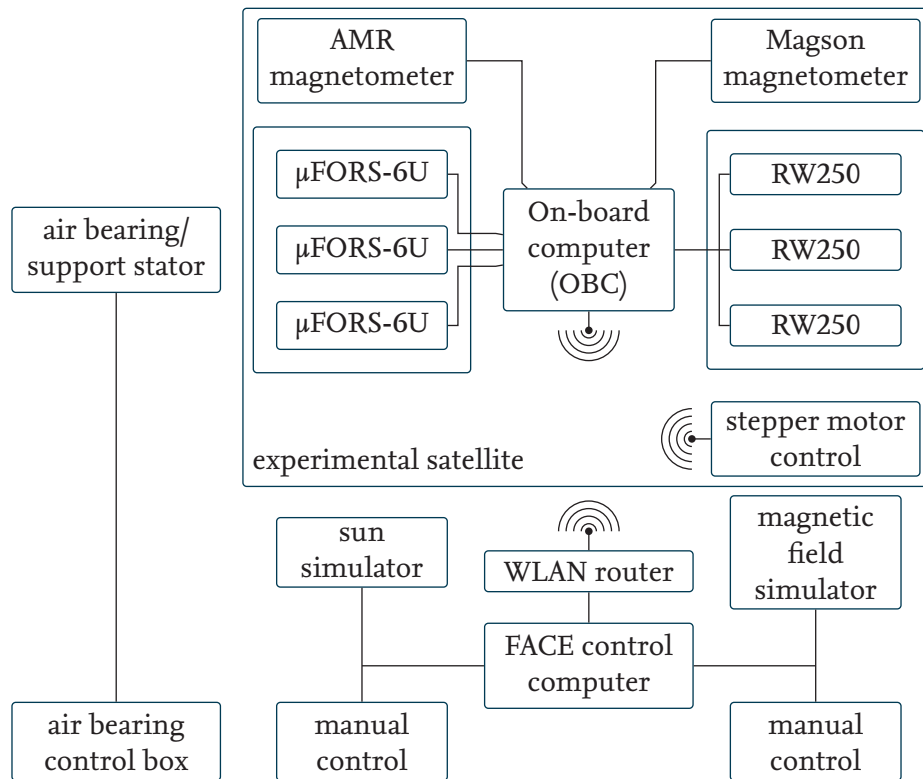 AMR
magnetometer
Magson
magnetometer
µFORS-6U
µFORS-6U
µFORS-6U
On-board
computer
(OBC)
RW250
RW250
RW250
air bearing/
support stator
stepper motor
control
experimental satellite
sun
simulator
WLAN router
magnetic
field
simulator
FACE control
computer
air bearing
control box
manual
control
manual
control